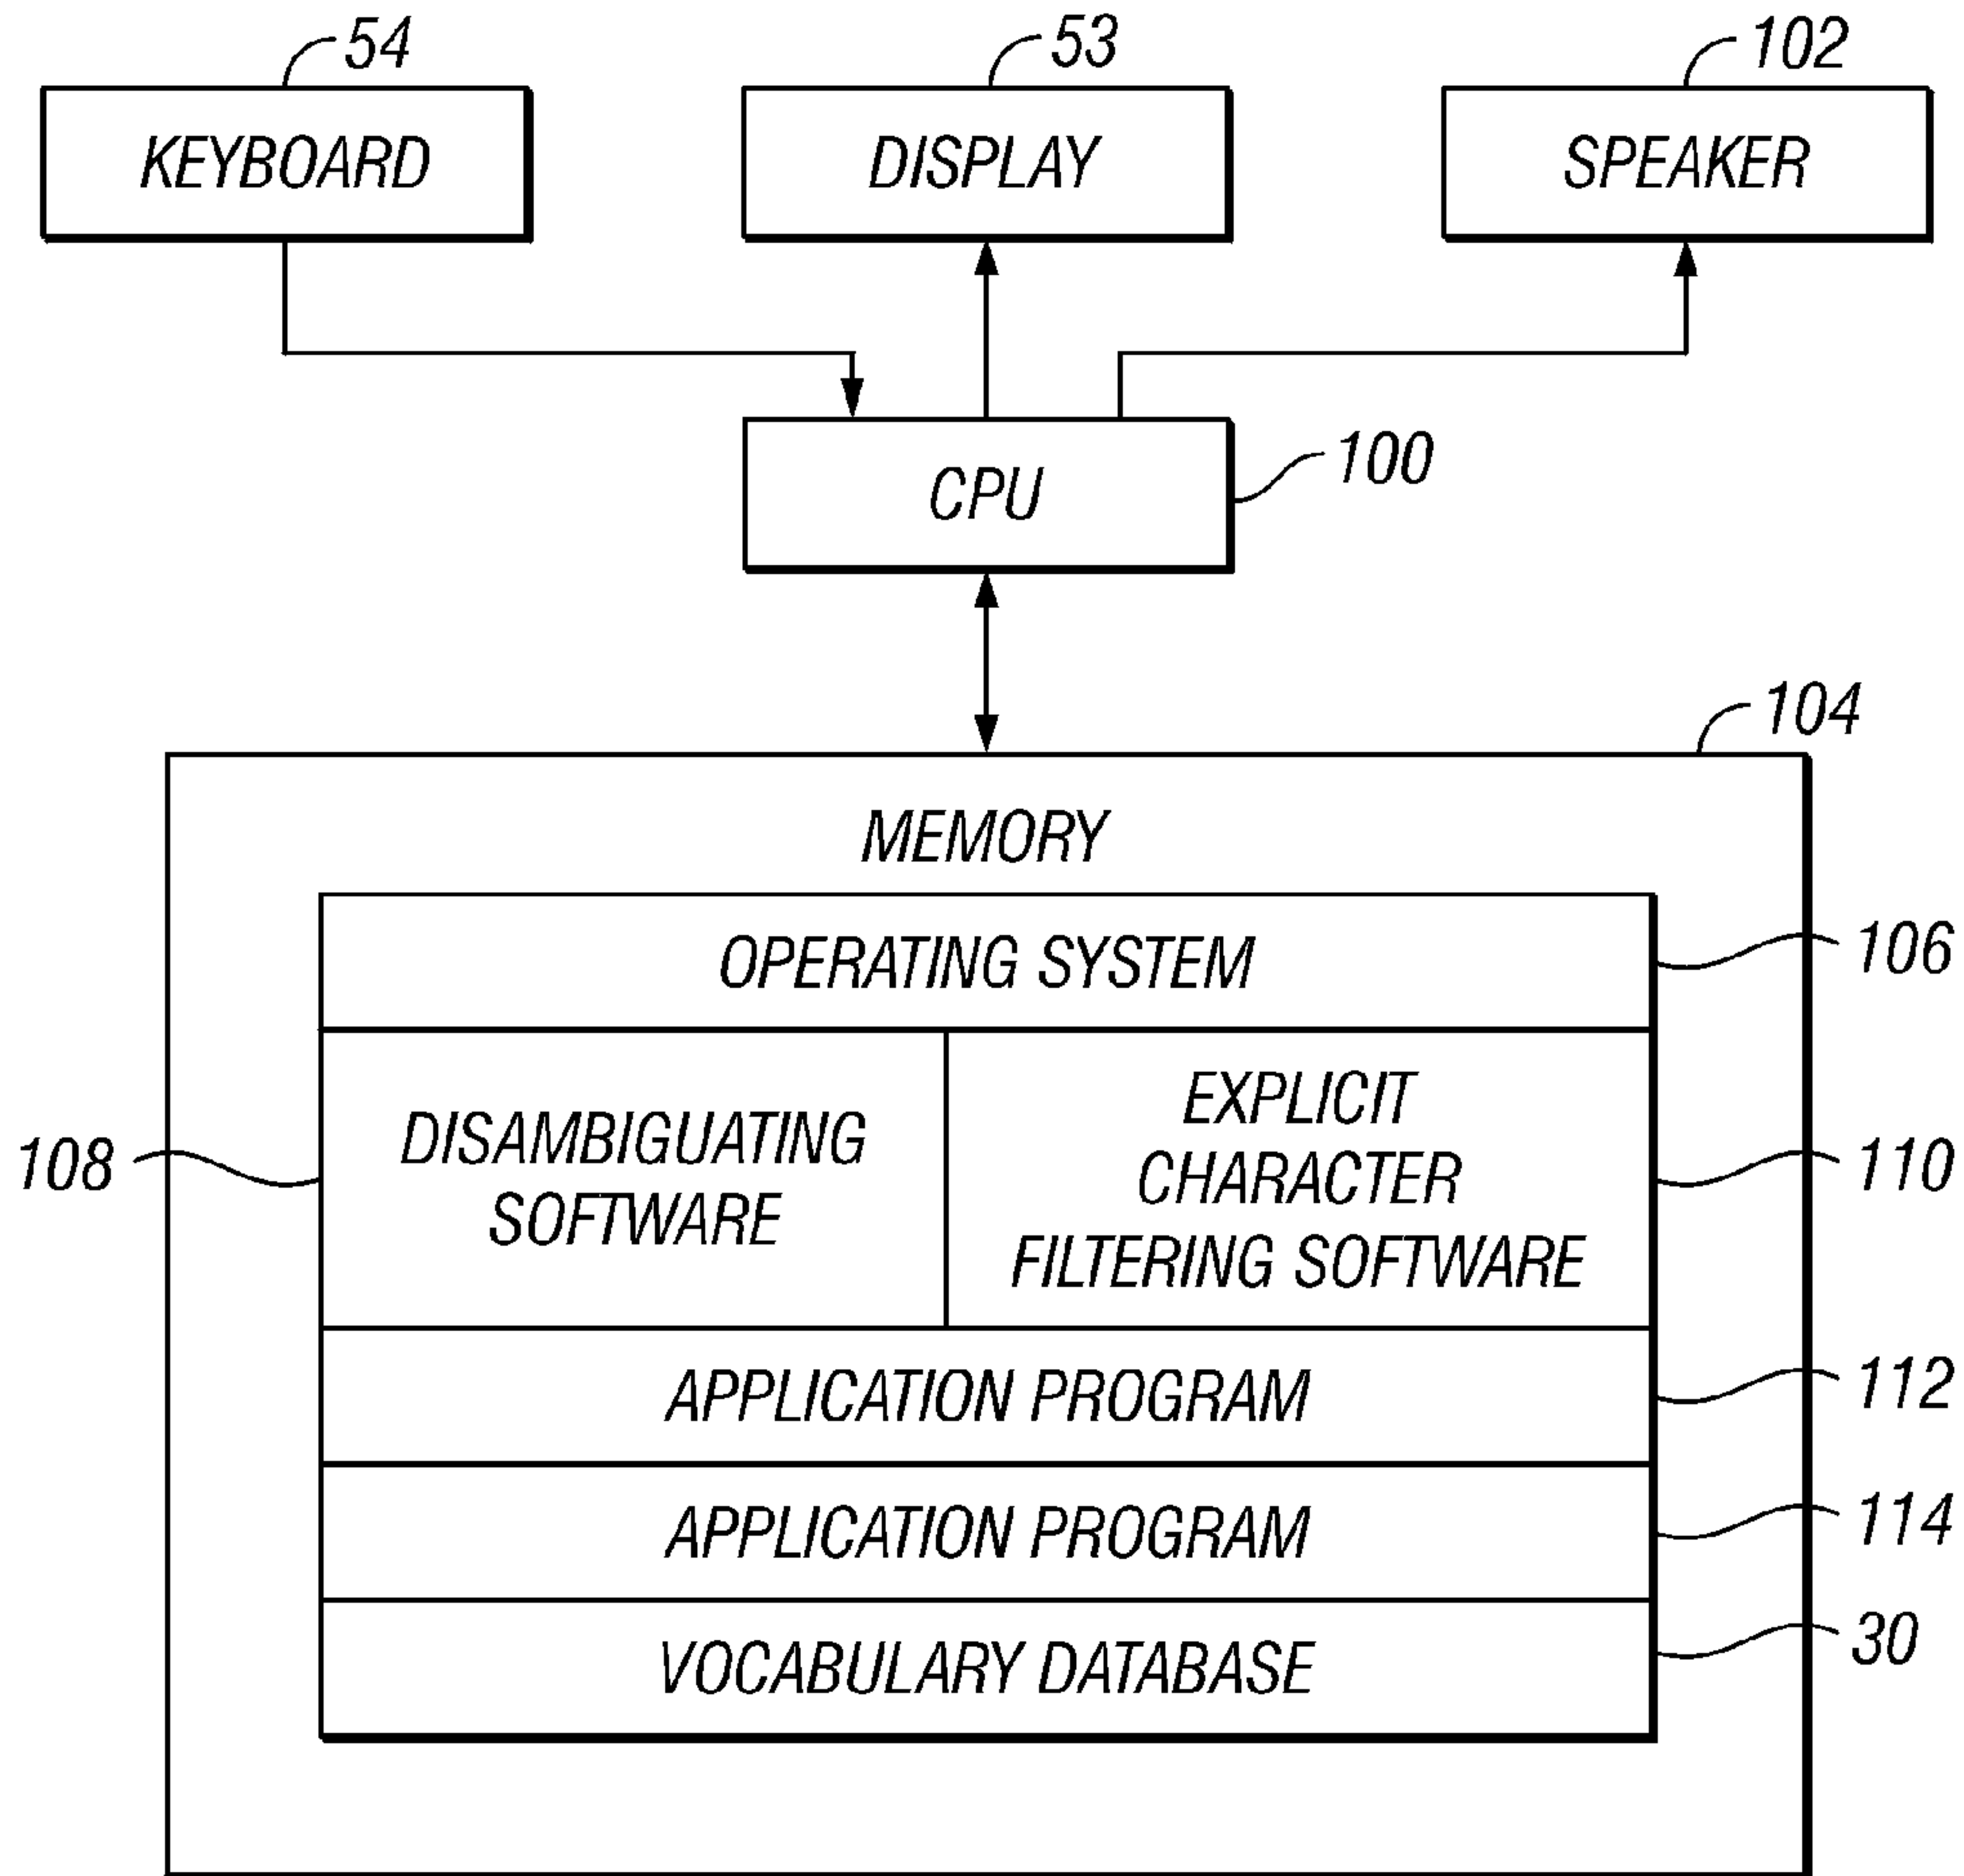 54
53
102
KEYBOARD
DISPLAY
SPEAKER
CPU
100
104
MEMORY
OPERATING SYSTEM
106
108
DISAMBIGUATING
SOFTWARE
EXPLICIT
CHARACTER
FILTERING SOFTWARE
110
APPLICATION PROGRAM
112
APPLICATION PROGRAM
114
VOCABULARY DATABASE
30